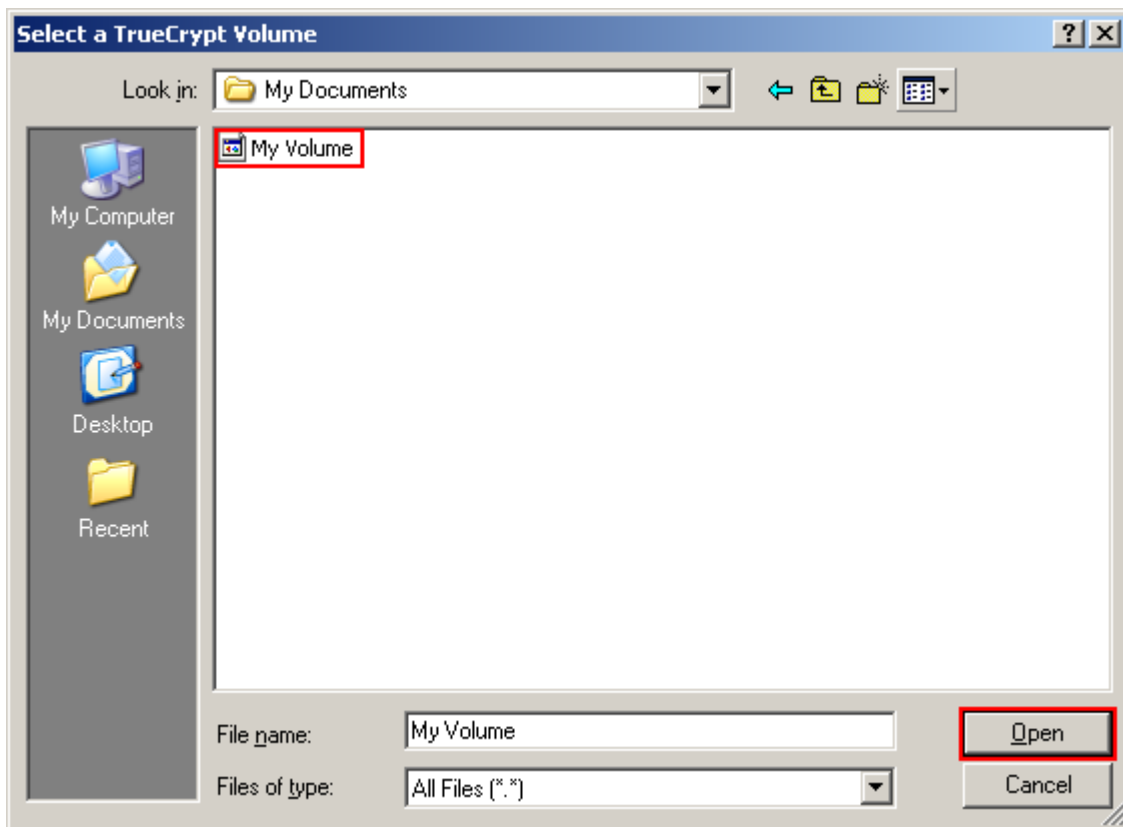 Select a TrueCrypt Volume
Look in:
My Documents
My Volume
My Computer
My Documents
Desktop
Recent
File name:
My Volume
Open
Files of type:
All Files (*.*)
Cancel